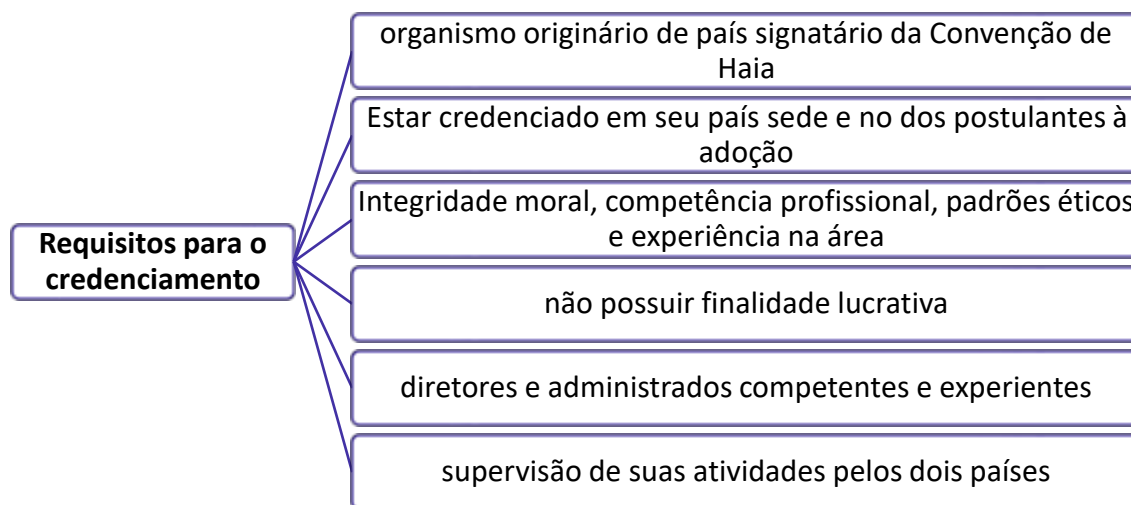 organismo originário de país signatário da Convenção de
Haia
Estar credenciado em seu país sede e no dos postulantes à
adoção
Integridade moral, competência profissional, padrões éticos
e experiência na área
Requisitos para o
credenciamento
não possuir finalidade lucrativa
diretores e administrados competentes e experientes
supervisão de suas atividades pelos dois países